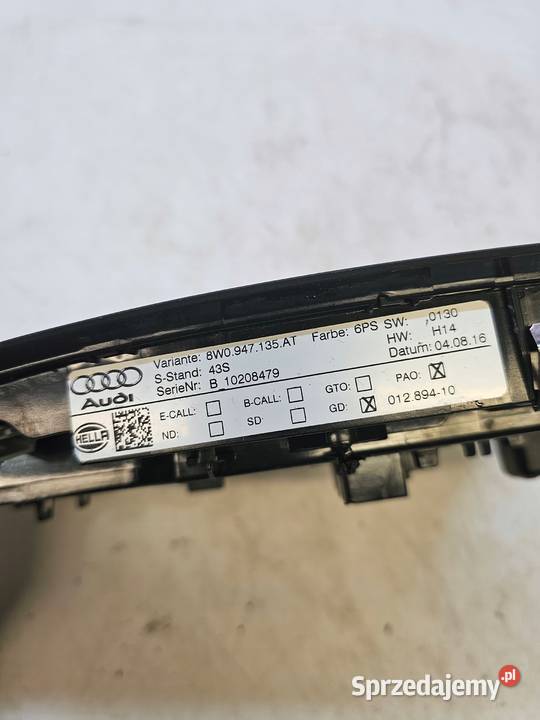 Variante: 8W0.947.135.AT Farbe: 6PS SW: ,0130
S-Stand: 43S HW: H14
SerieNr: B 10208479 Datum: 04.08.16
Audi
E-CALL: B-CALL: GTO: PAO:
HELLA ND: SD: GD: 012.894-10
Sprzedajemy.pl